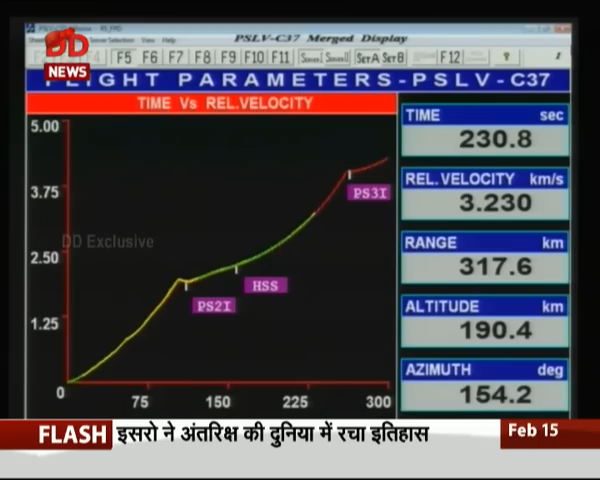 PSLV-C37 Merged Display
F5 F6 F7 F8 F9 F10 F11 SET A SET B F12 ?
DD
NEWS
FLIGHT PARAMETERS-PSLV-C37
TIME Vs REL.VELOCITY
5.00
3.75
2.50
1.25
0
75 150 225 300
PS2I
HSS
PS3I
DD Exclusive
TIME sec
230.8
REL.VELOCITY km/s
3.230
RANGE km
317.6
ALTITUDE km
190.4
AZIMUTH deg
154.2
FLASH इसरो ने अंतरिक्ष की दुनिया में रचा इतिहास Feb 15